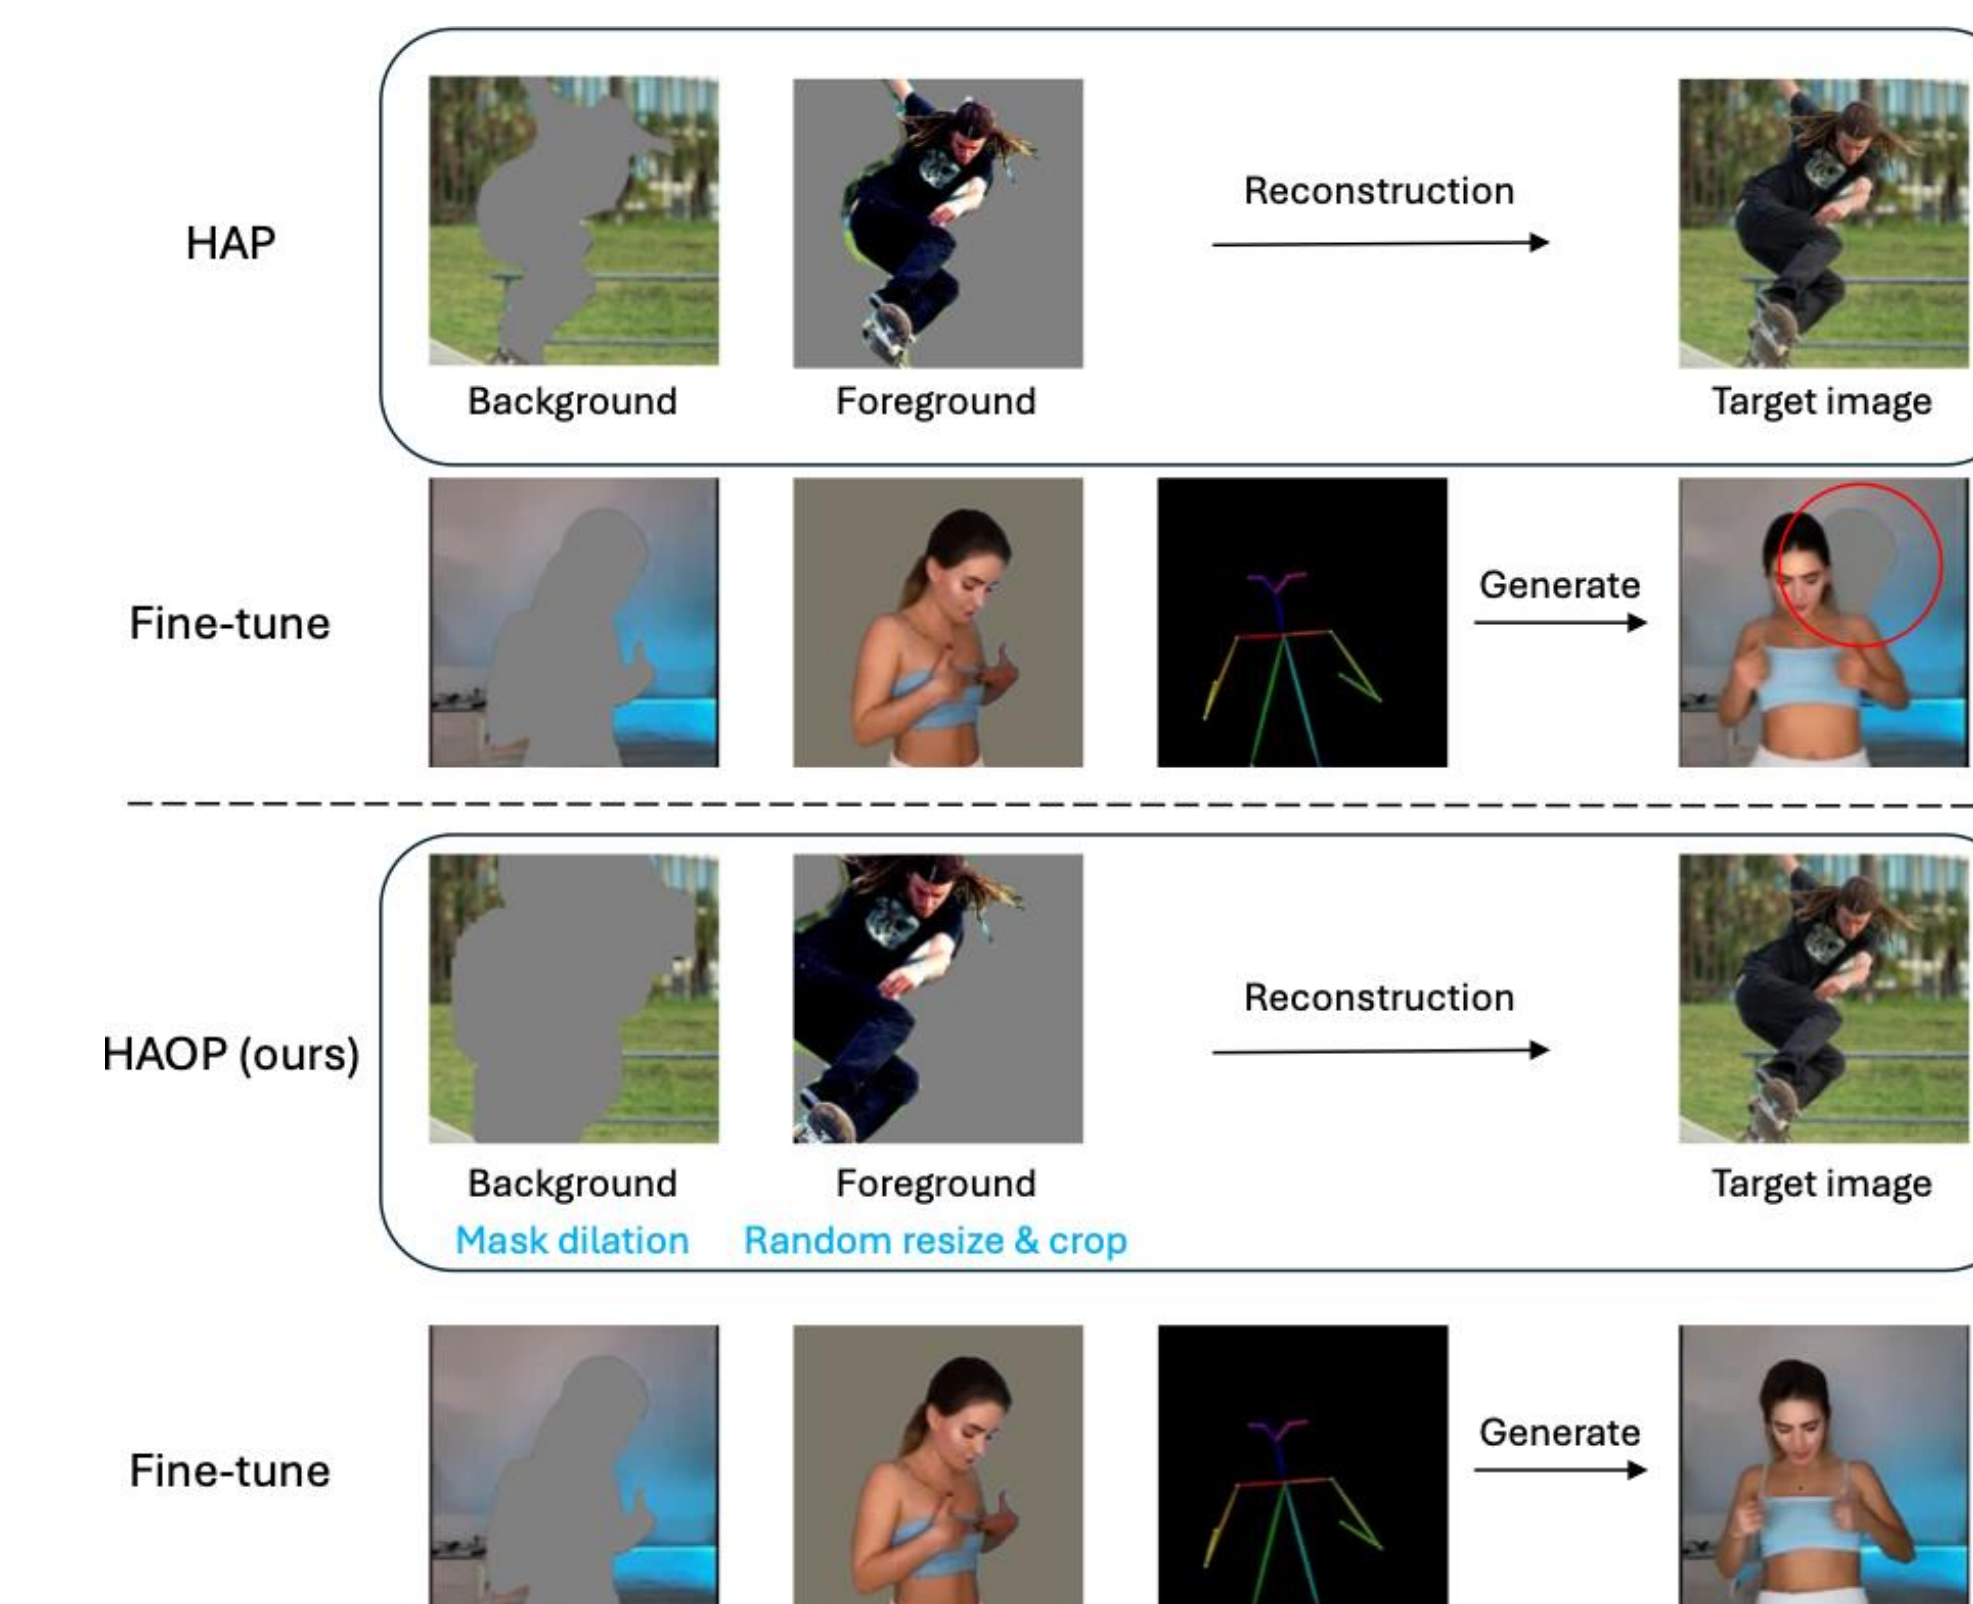 HAP
Reconstruction
Background
Foreground
Target image
Fine-tune
Generate
HAOP (ours)
Reconstruction
Background
Foreground
Target image
Mask dilation
Random resize & crop
Fine-tune
Generate